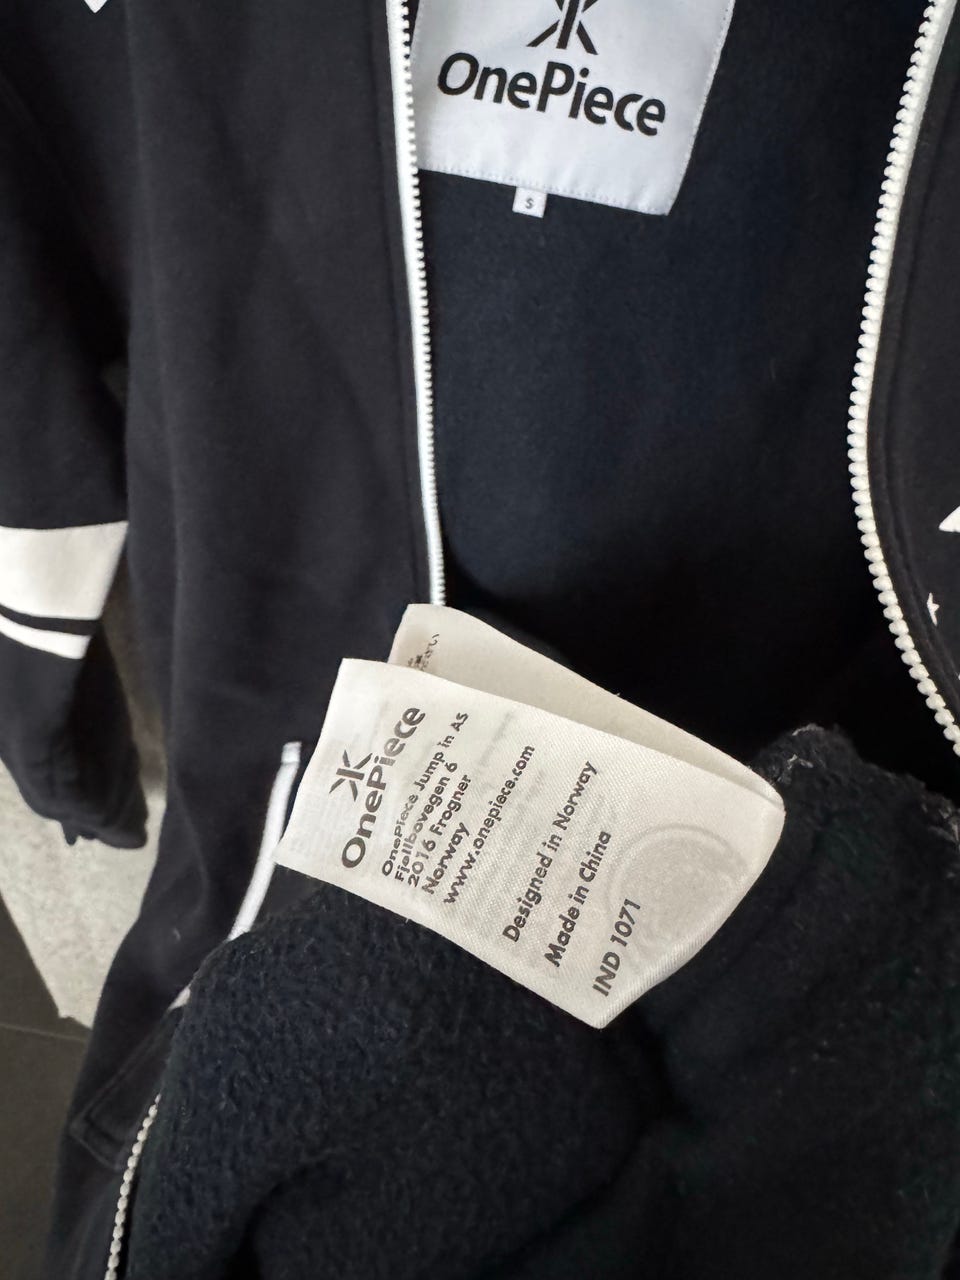 OnePiece
S
OnePiece
OnePiece Jump in AS
Fjellbovegen 6
2016 Frogner
Norway
www.onepiece.com
Designed in Norway
Made in China
IND 1071